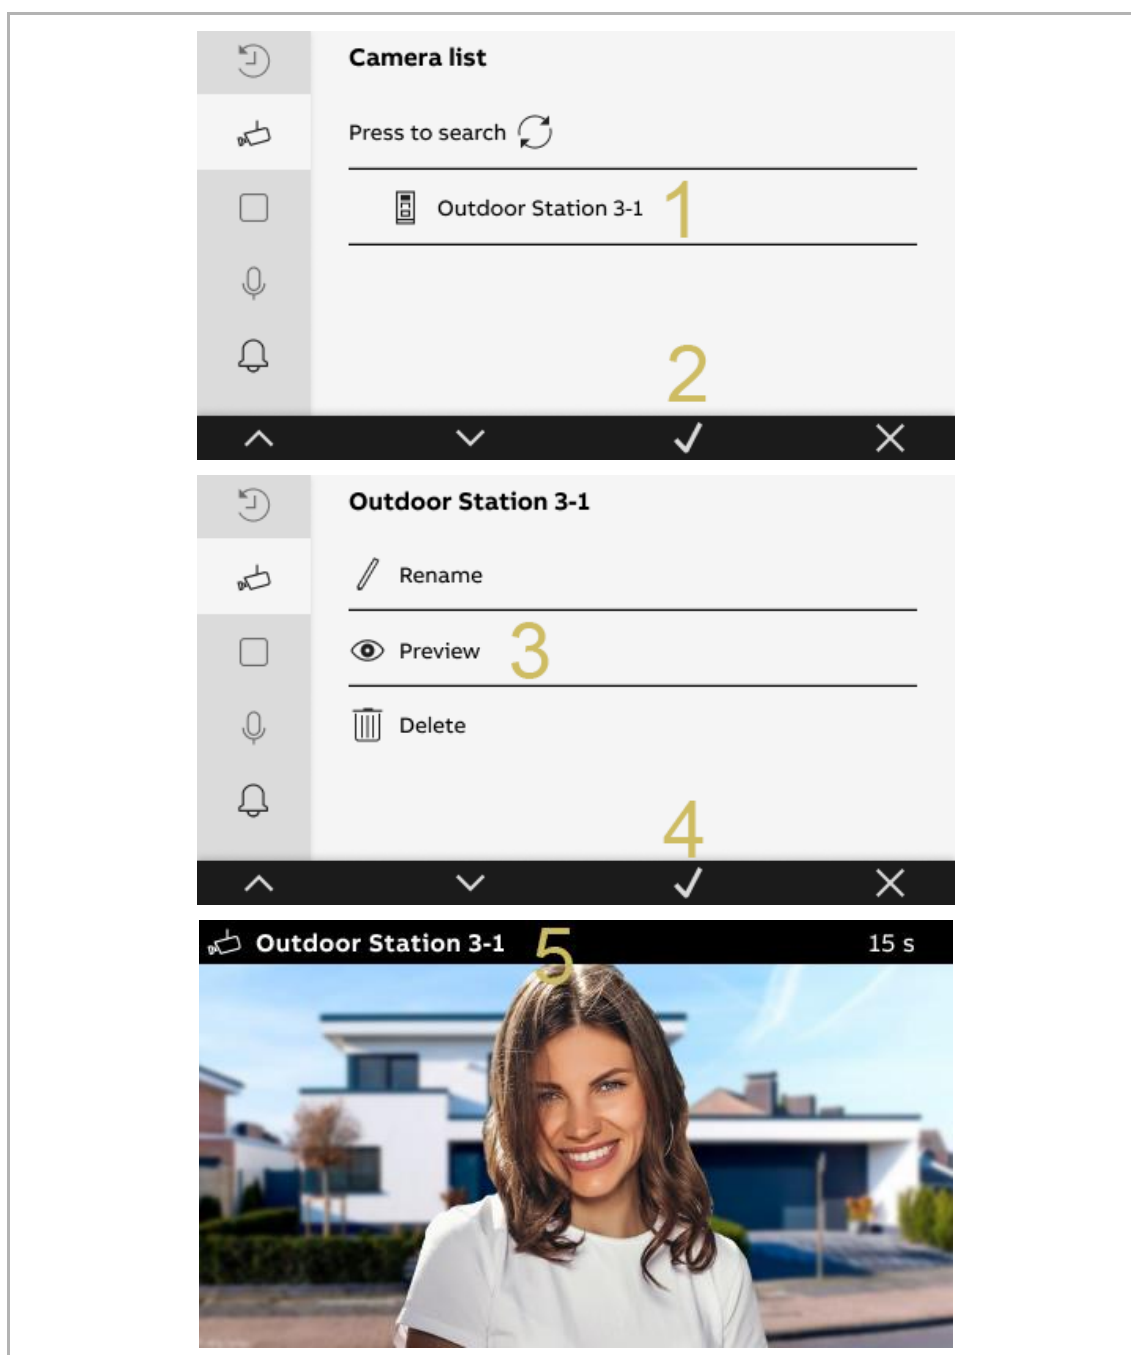 Camera list
Press to search
Outdoor Station 3-1 1
2
Outdoor Station 3-1
Rename
Preview 3
Delete
4
Outdoor Station 3-1 5 15 s